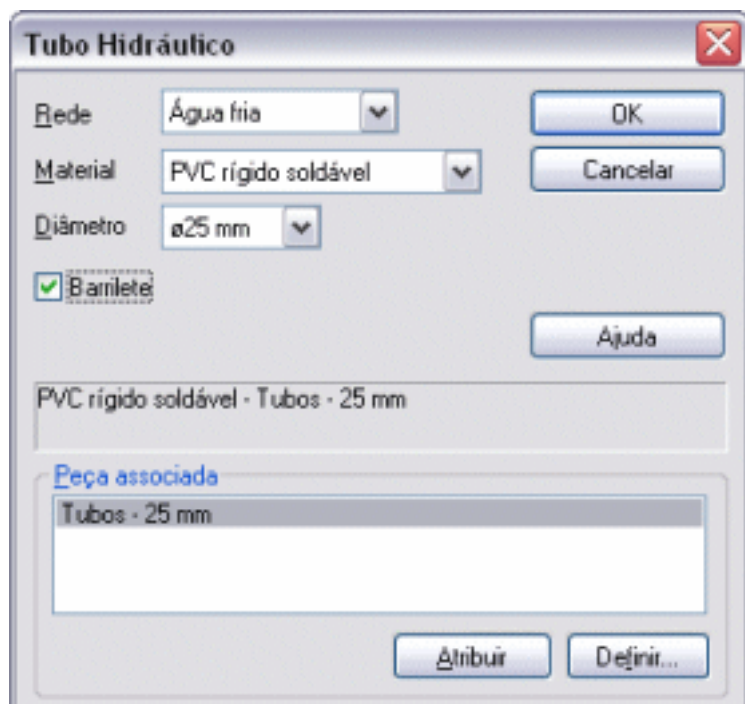 Tubo Hidráutico
Rede Água fria OK
Material PVC rígido soldável Cancelar
Diâmetro ø25 mm
Barrilete
Ajuda
PVC rígido soldável - Tubos - 25 mm
Peça associada
Tubos - 25 mm
Atribuir Definir...